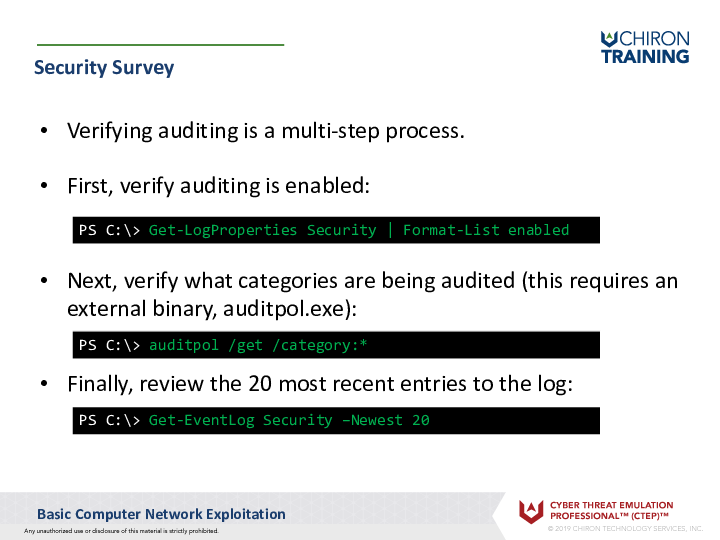 CHIRON
TRAINING
Security Survey
• Verifying auditing is a multi-step process.
• First, verify auditing is enabled:
PS C:\> Get-LogProperties Security | Format-List enabled
• Next, verify what categories are being audited (this requires an
external binary, auditpol.exe):
PS C:\> auditpol /get /category:*
• Finally, review the 20 most recent entries to the log:
PS C:\> Get-EventLog Security –Newest 20
Basic Computer Network Exploitation
Any unauthorized use or disclosure of this material is strictly prohibited.
CYBER THREAT EMULATION
PROFESSIONAL™ (CTEP)™
© 2019 CHIRON TECHNOLOGY SERVICES, INC.